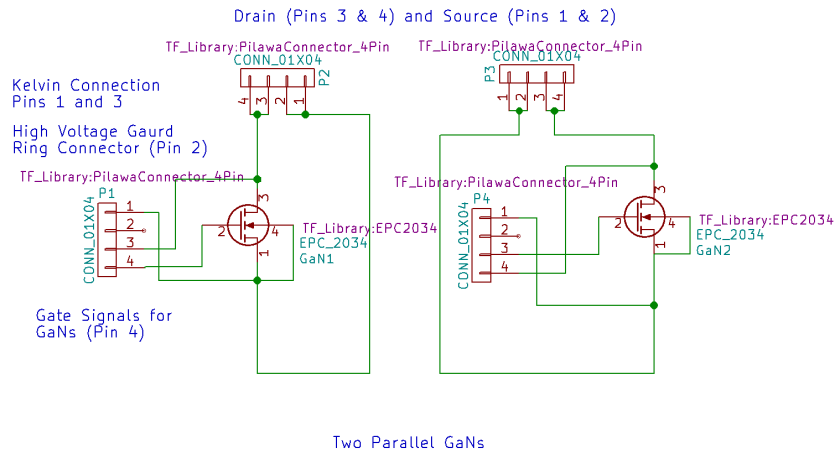 Drain (Pins 3 & 4) and Source (Pins 1 & 2)
TF_Library:PilawaConnector_4Pin
CONN_01X04
P2
4 3 2 1
TF_Library:PilawaConnector_4Pin
CONN_01X04
P3
1 2 3 4
Kelvin Connection
Pins 1 and 3
High Voltage Gaurd
Ring Connector (Pin 2)
TF_Library:PilawaConnector_4Pin
P1
CONN_01X04
1
2
3
4
3
2
4
1
TF_Library:EPC2034
EPC_2034
GaN1
TF_Library:PilawaConnector_4Pin
P4
CONN_01X04
1
2
3
4
3
2
4
1
TF_Library:EPC2034
EPC_2034
GaN2
Gate Signals for
GaNs (Pin 4)
Two Parallel GaNs